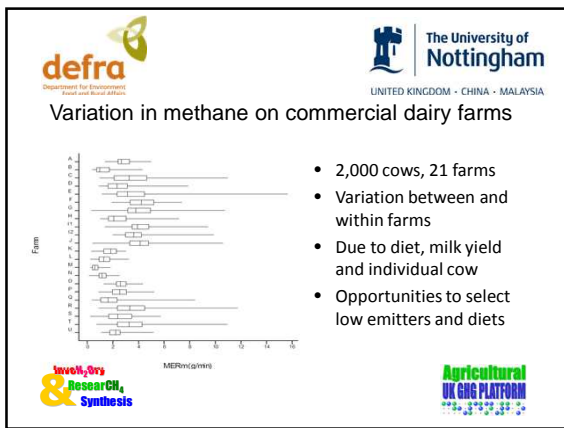 defra
Department for Environment
Food and Rural Affairs
The University of
Nottingham
UNITED KINGDOM · CHINA · MALAYSIA
Variation in methane on commercial dairy farms
A
B
C
D
E
F
G
H
I1
I2
J
K
L
M
N
O
P
Q
R
S
T
U
Farm
0 2 4 6 8 10 12 14 16
MERm(g/min)
• 2,000 cows, 21 farms
• Variation between and
within farms
• Due to diet, milk yield
and individual cow
• Opportunities to select
low emitters and diets
InveN₂Ory
& ResearCH₄
Synthesis
Agricultural
UK GHG PLATFORM